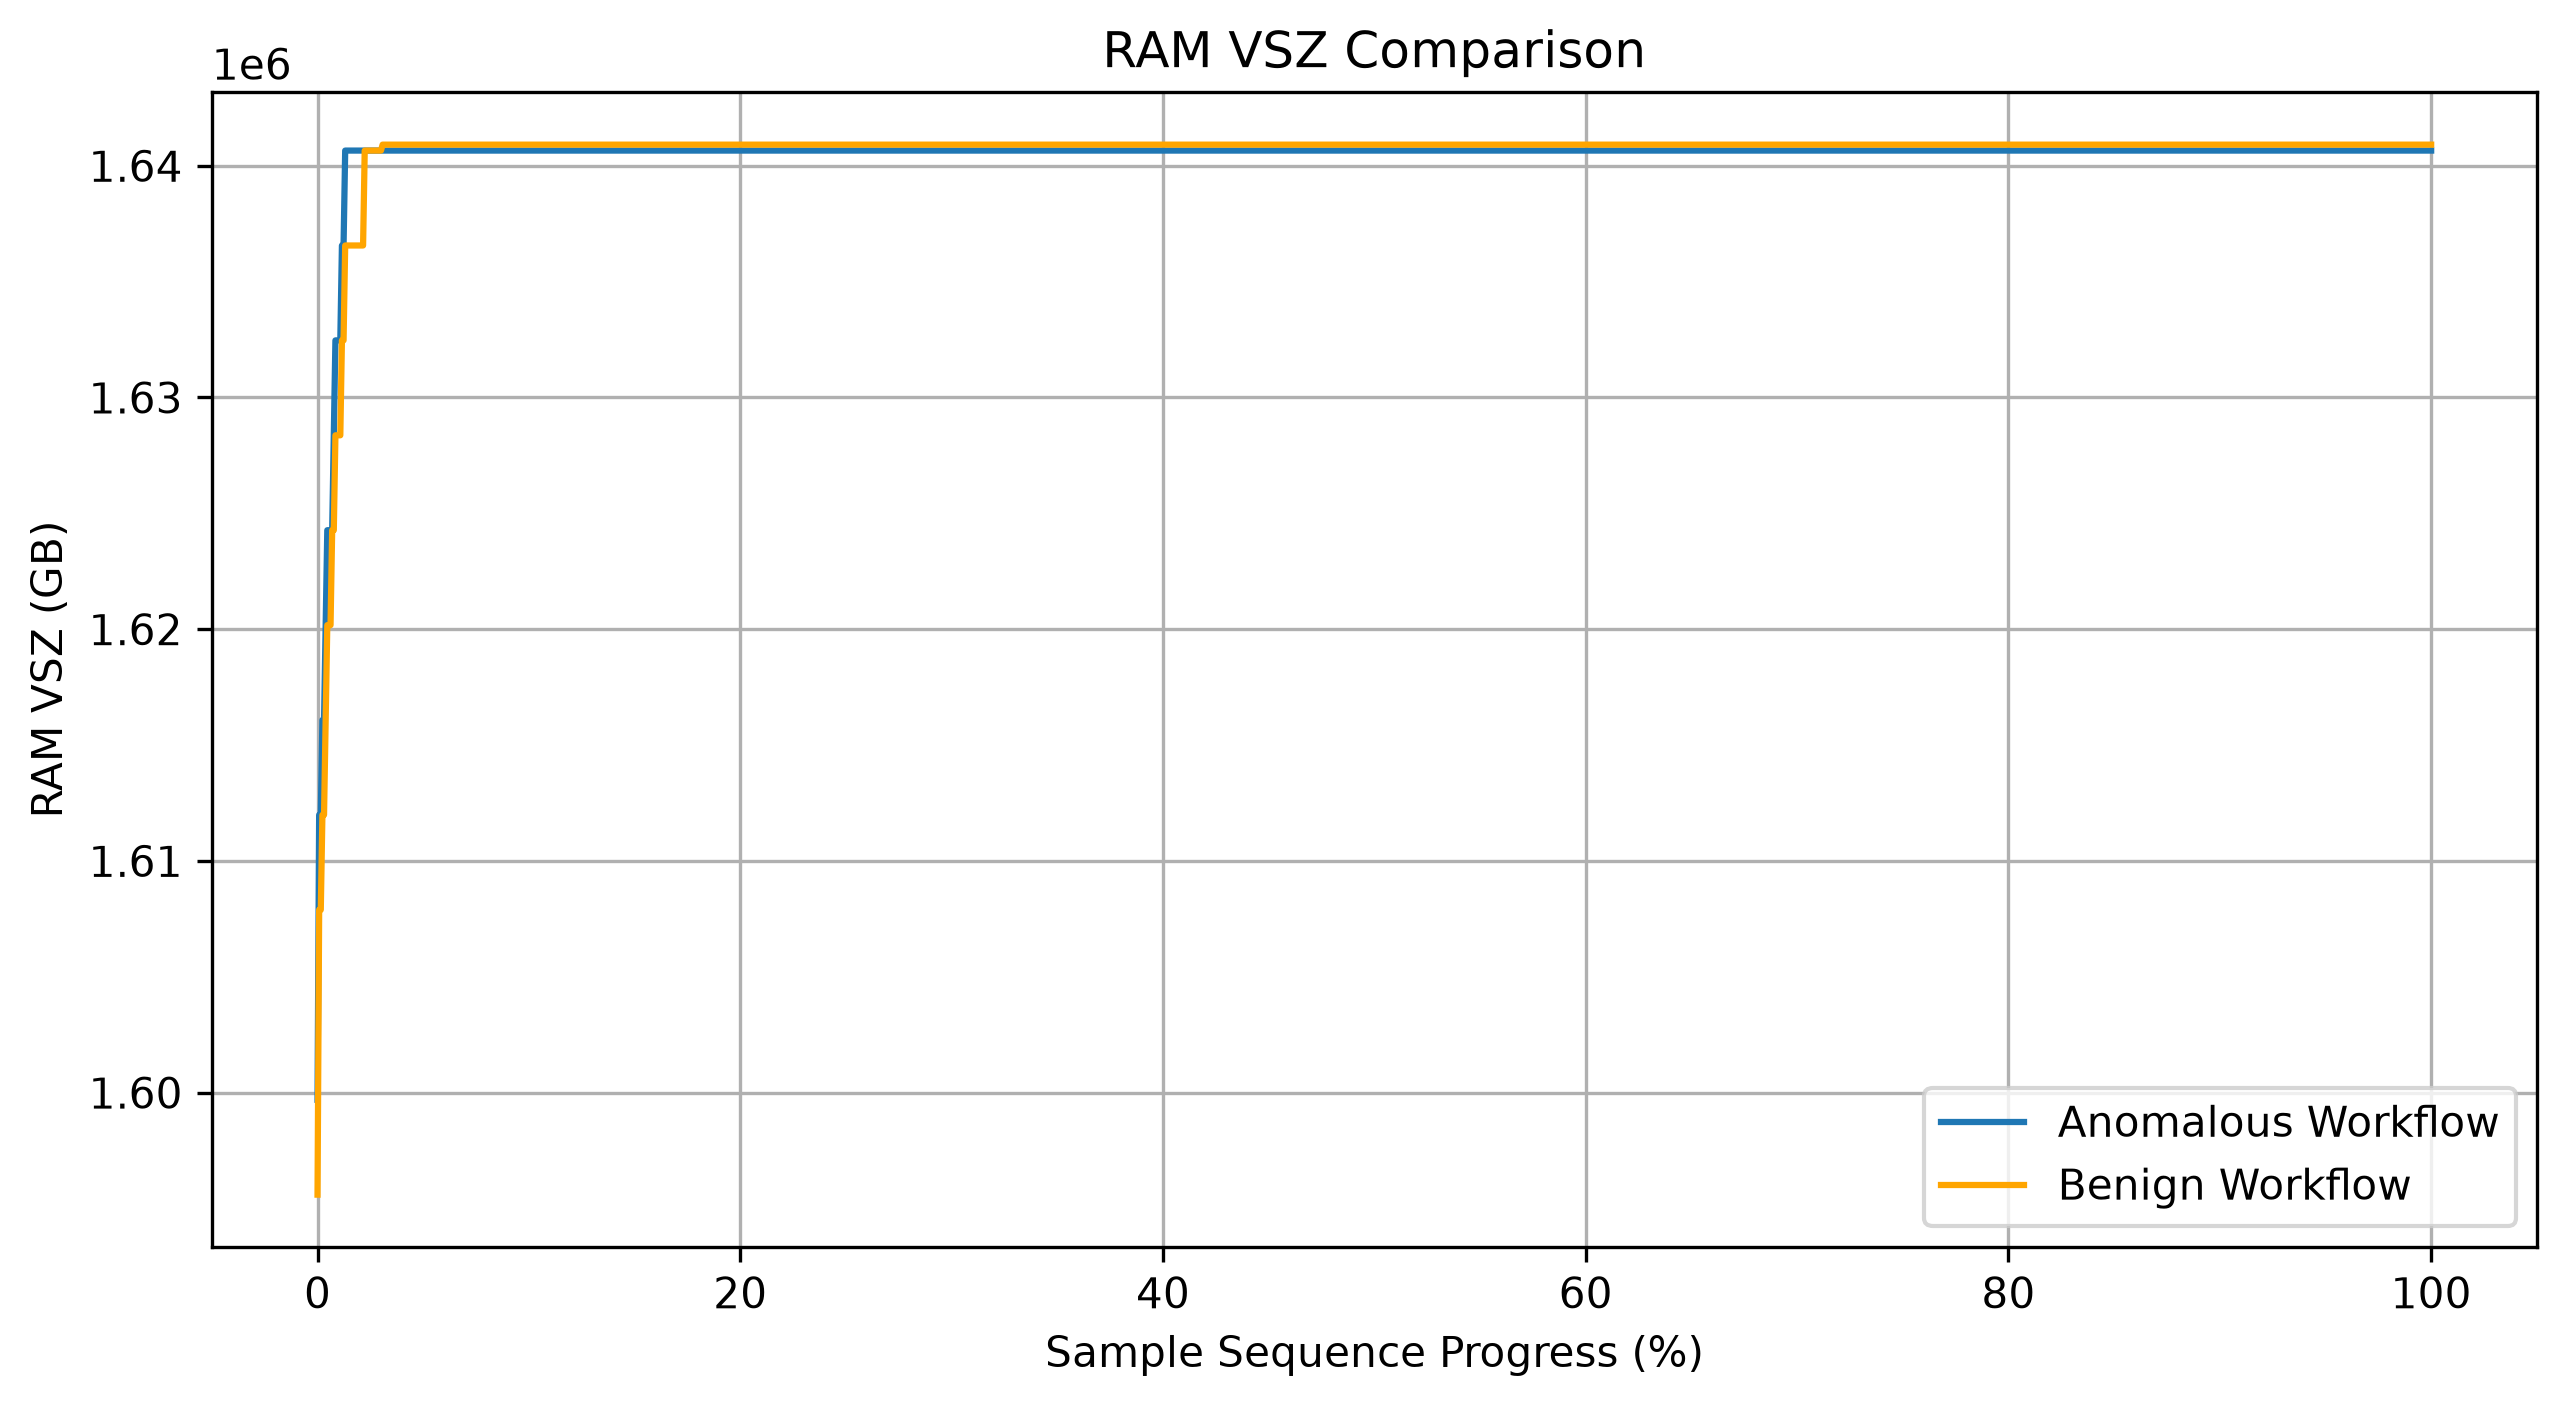 RAM VSZ Comparison
1e6
1.64
1.63
1.62
1.61
1.60
RAM VSZ (GB)
0 20 40 60 80 100
Sample Sequence Progress (%)
Anomalous Workflow
Benign Workflow